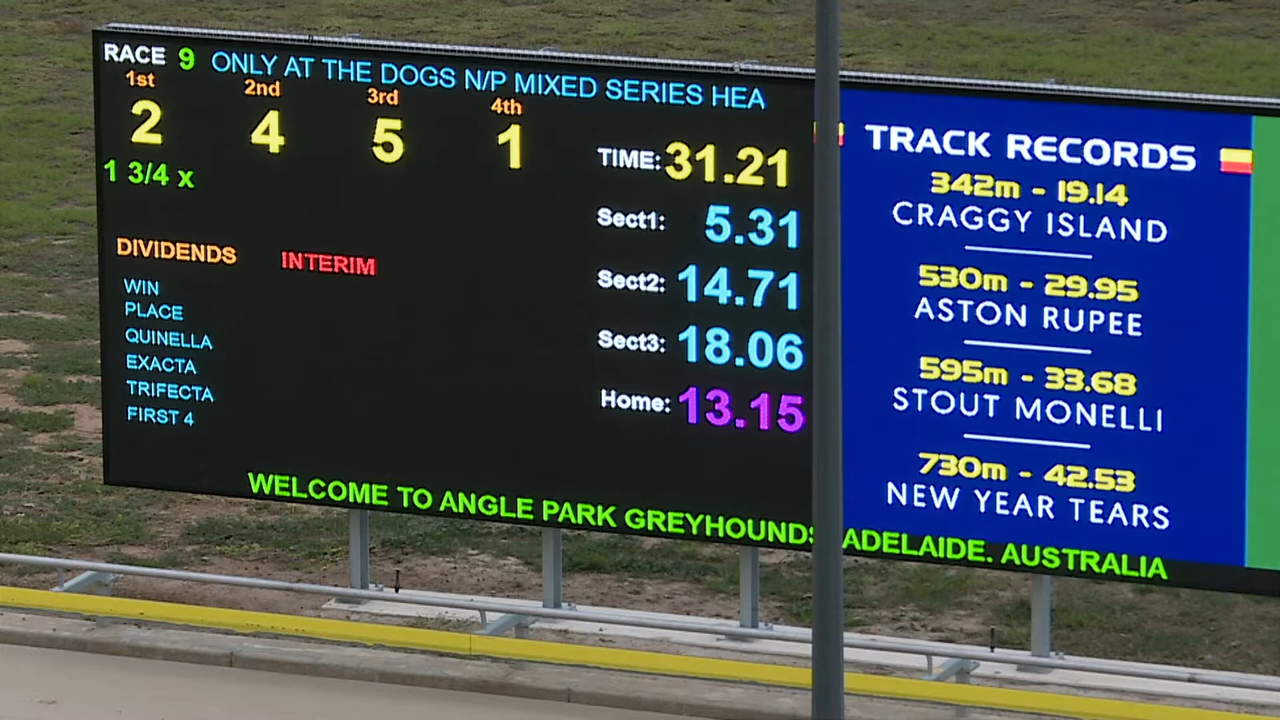 RACE 9 ONLY AT THE DOGS N/P MIXED SERIES HEA
1st 2nd 3rd 4th
2 4 5 1
1 3/4 x
TIME: 31.21
Sect1: 5.31
Sect2: 14.71
Sect3: 18.06
Home: 13.15
DIVIDENDS INTERIM
WIN
PLACE
QUINELLA
EXACTA
TRIFECTA
FIRST 4
TRACK RECORDS
342m - 19.14
CRAGGY ISLAND
530m - 29.95
ASTON RUPEE
595m - 33.68
STOUT MONELLI
730m - 42.53
NEW YEAR TEARS
WELCOME TO ANGLE PARK GREYHOUNDS ADELAIDE. AUSTRALIA